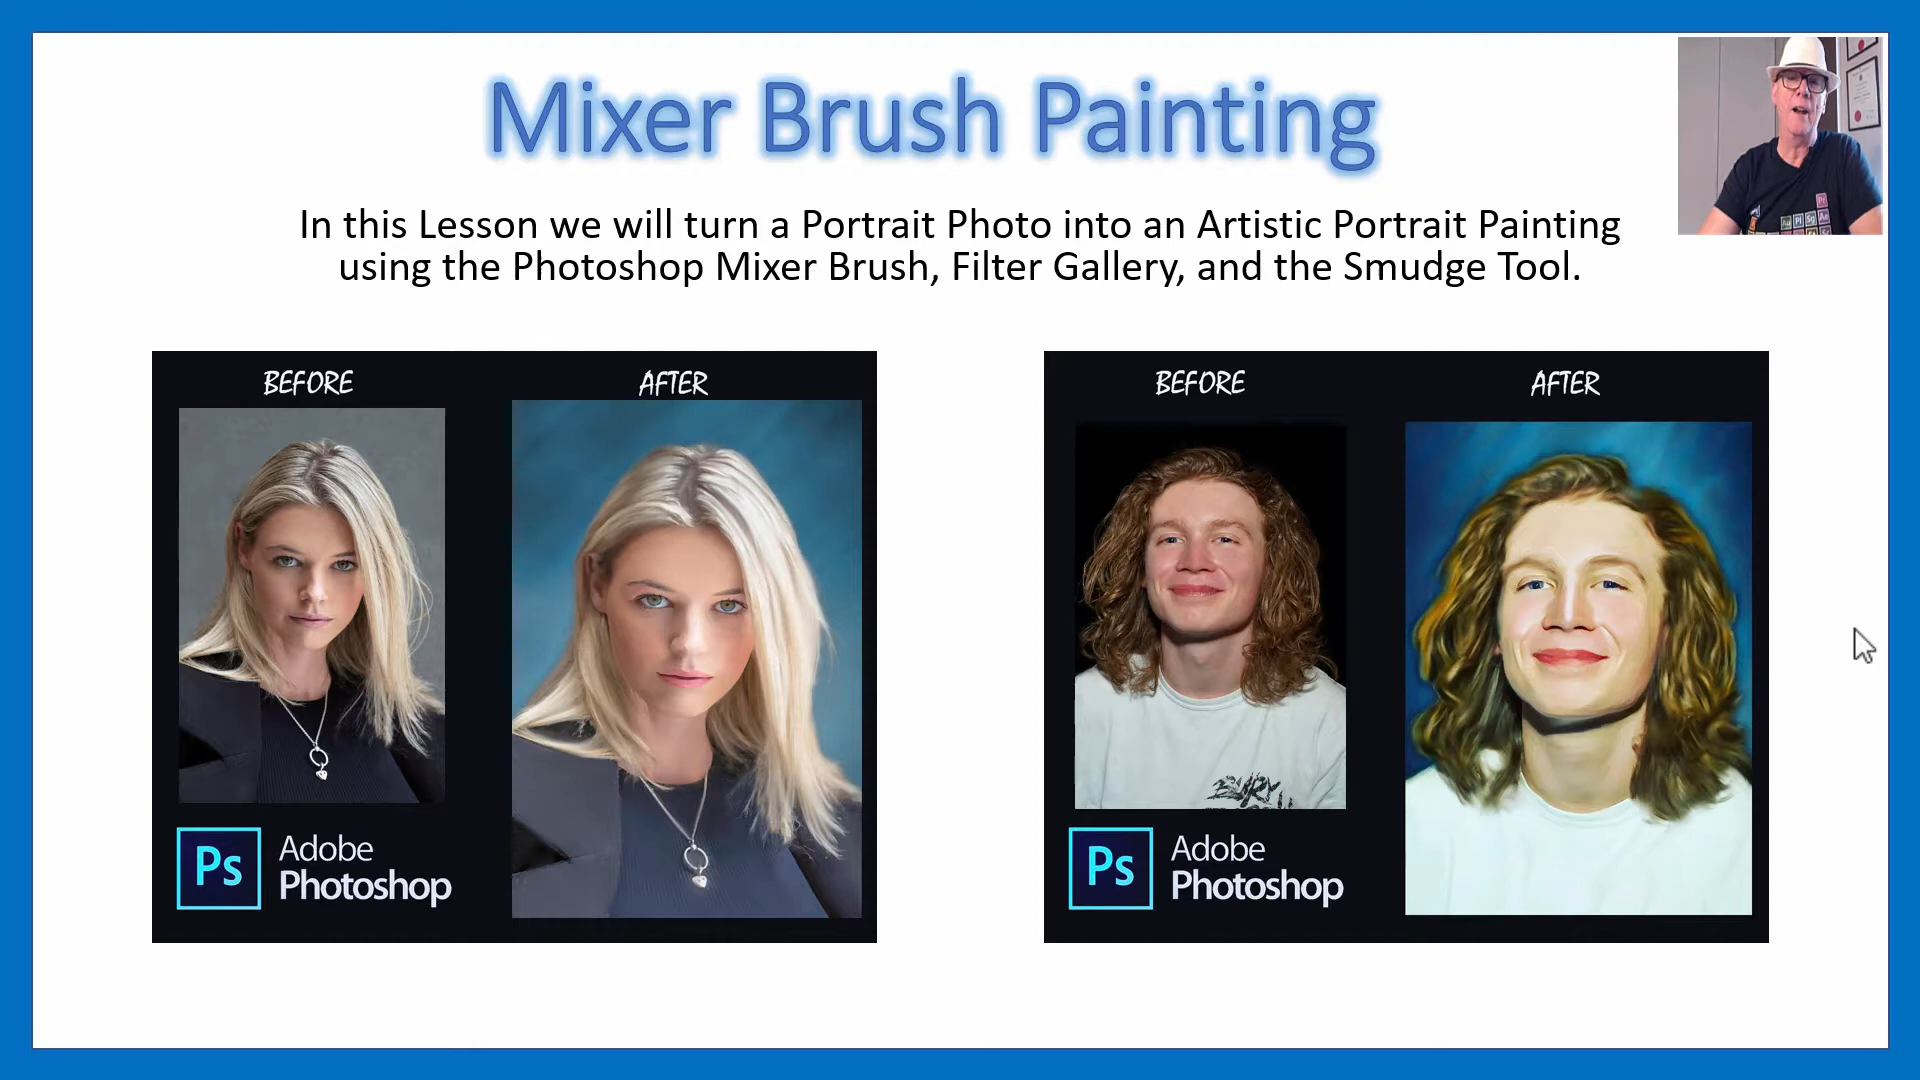 Mixer Brush Painting
In this Lesson we will turn a Portrait Photo into an Artistic Portrait Painting
using the Photoshop Mixer Brush, Filter Gallery, and the Smudge Tool.
BEFORE
AFTER
Ps
Adobe
Photoshop
BEFORE
AFTER
Ps
Adobe
Photoshop